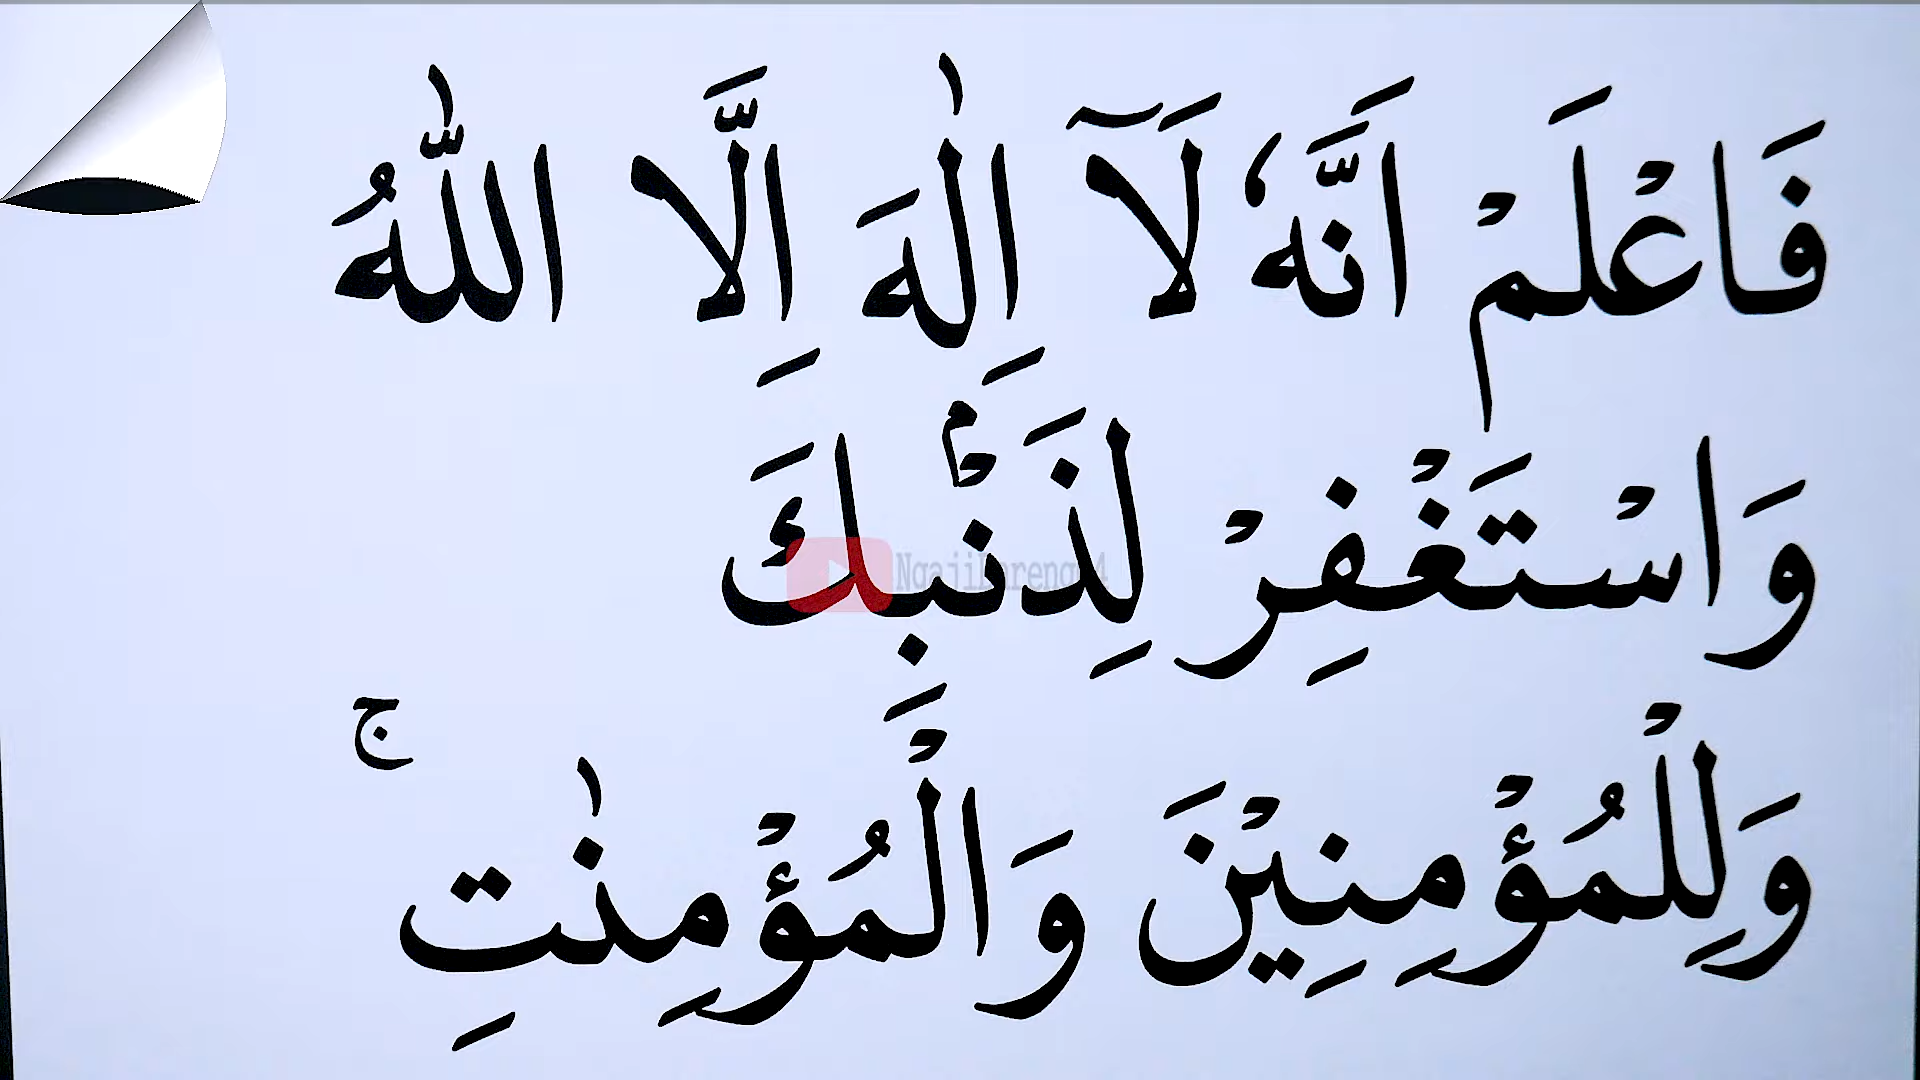 فَاعْلَمْ اَنَّهٗ لَآ اِلٰهَ اِلَّا اللّٰهُ
وَاسْتَغْفِرْ لِذَنْۢبِكَ
وَلِلْمُؤْمِنِيْنَ وَالْمُؤْمِنٰتِۚ